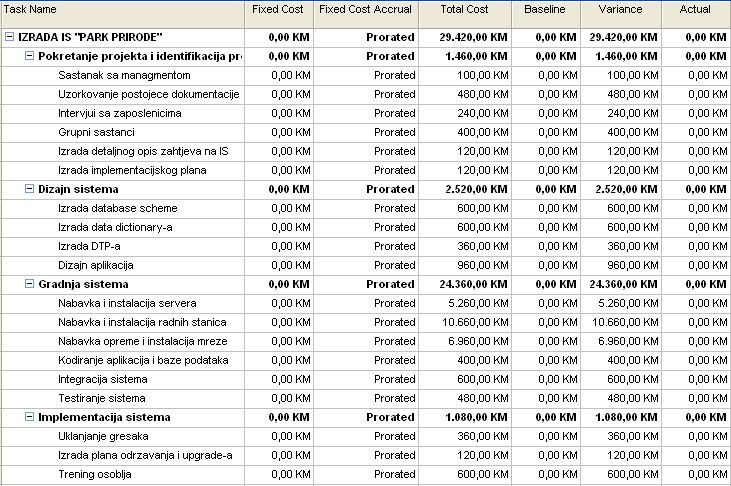 Task Name Fixed Cost Fixed Cost Accrual Total Cost Baseline Variance Actual
IZRADA IS "PARK PRIRODE" 0,00 KM Prorated 29.420,00 KM 0,00 KM 29.420,00 KM 0,00 KM
Pokretanje projekta i identifikacija pr 0,00 KM Prorated 1.460,00 KM 0,00 KM 1.460,00 KM 0,00 KM
Sastanak sa managmentom 0,00 KM Prorated 100,00 KM 0,00 KM 100,00 KM 0,00 KM
Uzorkovanje postojece dokumentacije 0,00 KM Prorated 480,00 KM 0,00 KM 480,00 KM 0,00 KM
Intervjui sa zaposlenicima 0,00 KM Prorated 240,00 KM 0,00 KM 240,00 KM 0,00 KM
Grupni sastanci 0,00 KM Prorated 400,00 KM 0,00 KM 400,00 KM 0,00 KM
Izrada detaljnog opis zahtjeva na IS 0,00 KM Prorated 120,00 KM 0,00 KM 120,00 KM 0,00 KM
Izrada implementacijskog plana 0,00 KM Prorated 120,00 KM 0,00 KM 120,00 KM 0,00 KM
Dizajn sistema 0,00 KM Prorated 2.520,00 KM 0,00 KM 2.520,00 KM 0,00 KM
Izrada database scheme 0,00 KM Prorated 600,00 KM 0,00 KM 600,00 KM 0,00 KM
Izrada data dictionary-a 0,00 KM Prorated 600,00 KM 0,00 KM 600,00 KM 0,00 KM
Izrada DTP-a 0,00 KM Prorated 360,00 KM 0,00 KM 360,00 KM 0,00 KM
Dizajn aplikacija 0,00 KM Prorated 960,00 KM 0,00 KM 960,00 KM 0,00 KM
Gradnja sistema 0,00 KM Prorated 24.360,00 KM 0,00 KM 24.360,00 KM 0,00 KM
Nabavka i instalacija servera 0,00 KM Prorated 5.260,00 KM 0,00 KM 5.260,00 KM 0,00 KM
Nabavka i instalacija radnih stanica 0,00 KM Prorated 10.660,00 KM 0,00 KM 10.660,00 KM 0,00 KM
Nabavka opreme i instalacija mreze 0,00 KM Prorated 6.960,00 KM 0,00 KM 6.960,00 KM 0,00 KM
Kodiranje aplikacija i baze podataka 0,00 KM Prorated 400,00 KM 0,00 KM 400,00 KM 0,00 KM
Integracija sistema 0,00 KM Prorated 600,00 KM 0,00 KM 600,00 KM 0,00 KM
Testiranje sistema 0,00 KM Prorated 480,00 KM 0,00 KM 480,00 KM 0,00 KM
Implementacija sistema 0,00 KM Prorated 1.080,00 KM 0,00 KM 1.080,00 KM 0,00 KM
Uklanjanje gresaka 0,00 KM Prorated 360,00 KM 0,00 KM 360,00 KM 0,00 KM
Izrada plana odrzavanja i upgrade-a 0,00 KM Prorated 120,00 KM 0,00 KM 120,00 KM 0,00 KM
Trening osoblja 0,00 KM Prorated 600,00 KM 0,00 KM 600,00 KM 0,00 KM